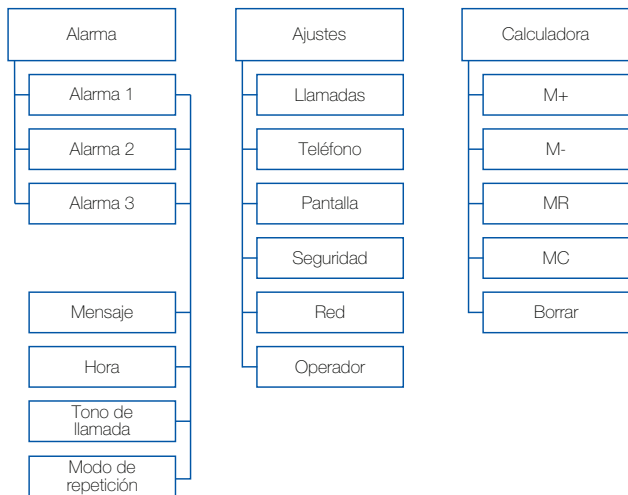 Alarma
Alarma 1
Alarma 2
Alarma 3
Mensaje
Hora
Tono de
llamada
Modo de
repetición
Ajustes
Llamadas
Teléfono
Pantalla
Seguridad
Red
Operador
Calculadora
M+
M-
MR
MC
Borrar